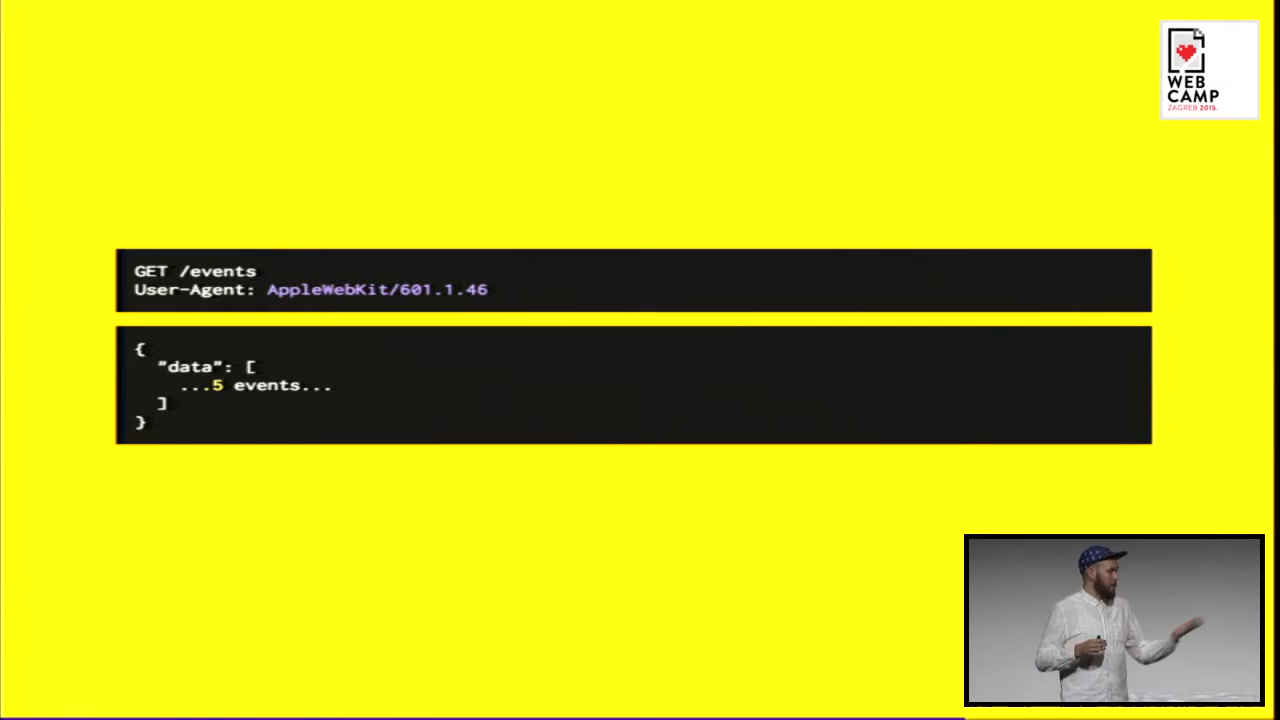 WEB
CAMP
ZAGREB 2015.
GET /events
User-Agent: AppleWebKit/601.1.46
{
"data": [
...5 events...
]
}